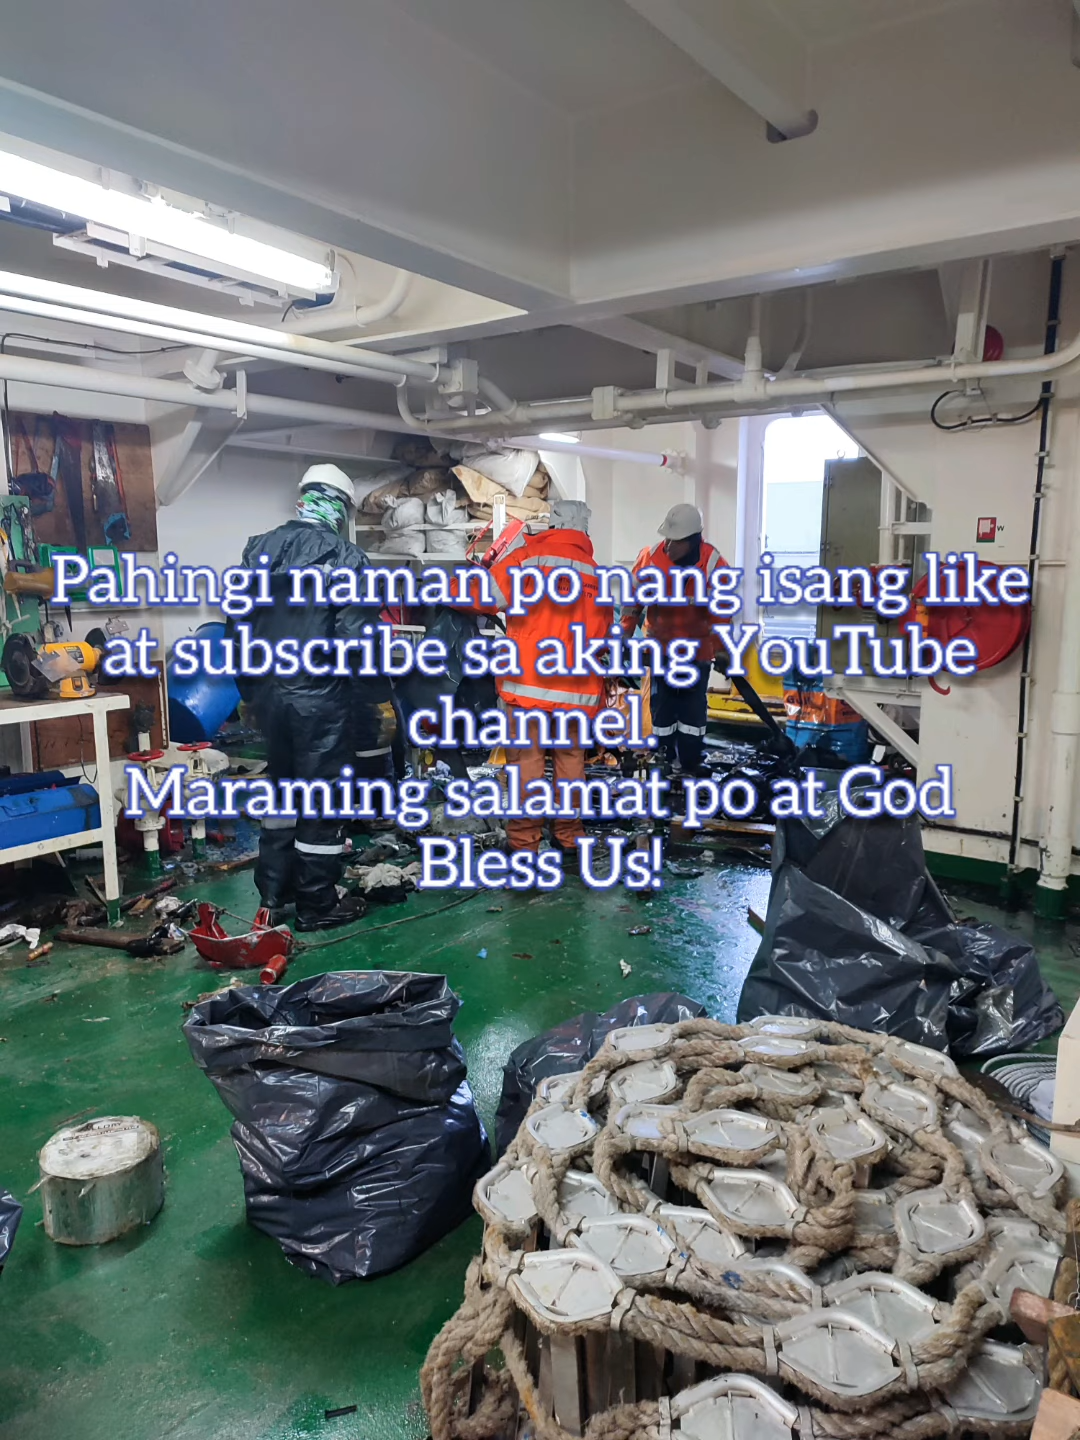 Pahingi naman po nang isang like
at subscribe sa aking YouTube
channel.
Maraming salamat po at God
Bless Us!